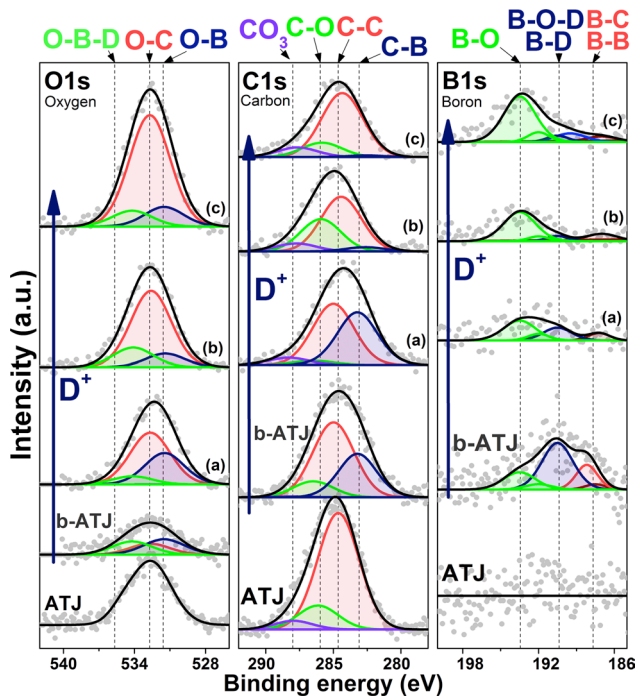 O-B-D O-C O-B
CO3 C-O C-C
C-B
B-O
B-O-D B-C
B-D B-B
O1s
Oxygen
(c)
(b)
D+
(a)
b-ATJ
ATJ
540 534 528
C1s
Carbon
(c)
(b)
D+
(a)
b-ATJ
ATJ
290 285 280
B1s
Boron
(c)
(b)
D+
(a)
b-ATJ
ATJ
198 192 186
Intensity (a.u.)
Binding energy (eV)